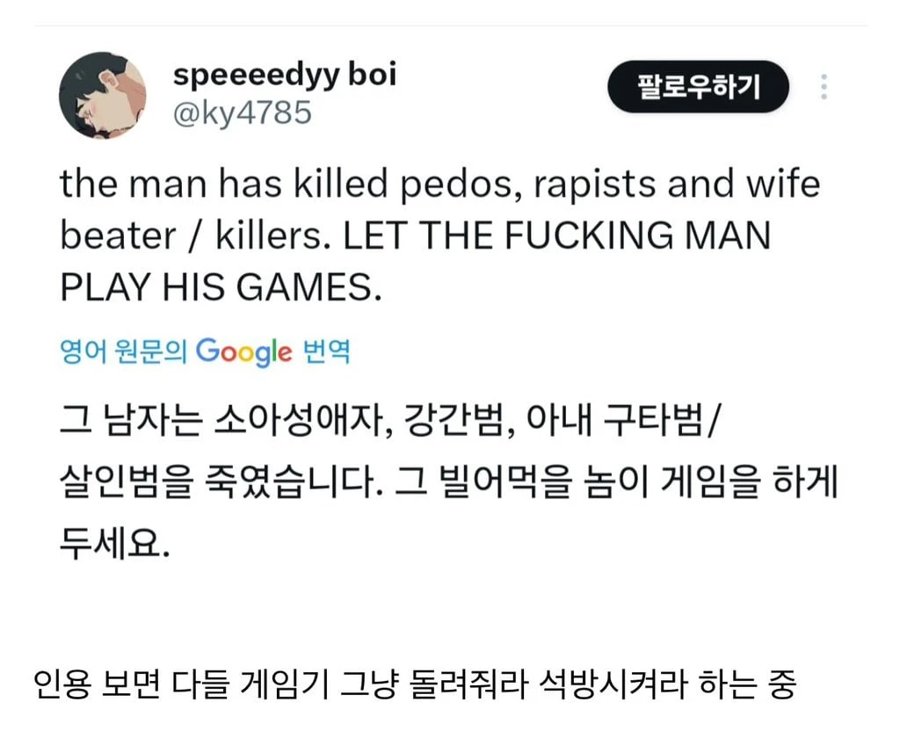 speeeedyy boi
팔로우하기
@ky4785
the man has killed pedos, rapists and wife
beater / killers. LET THE FUCKING MAN
PLAY HIS GAMES.
영어 원문의 Google 번역
그 남자는 소아성애자, 강간범, 아내 구타범/
살인범을 죽였습니다. 그 빌어먹을 놈이 게임을 하게
두세요.
인용 보면 다들 게임기 그냥 돌려줘라 석방시켜라 하는 중